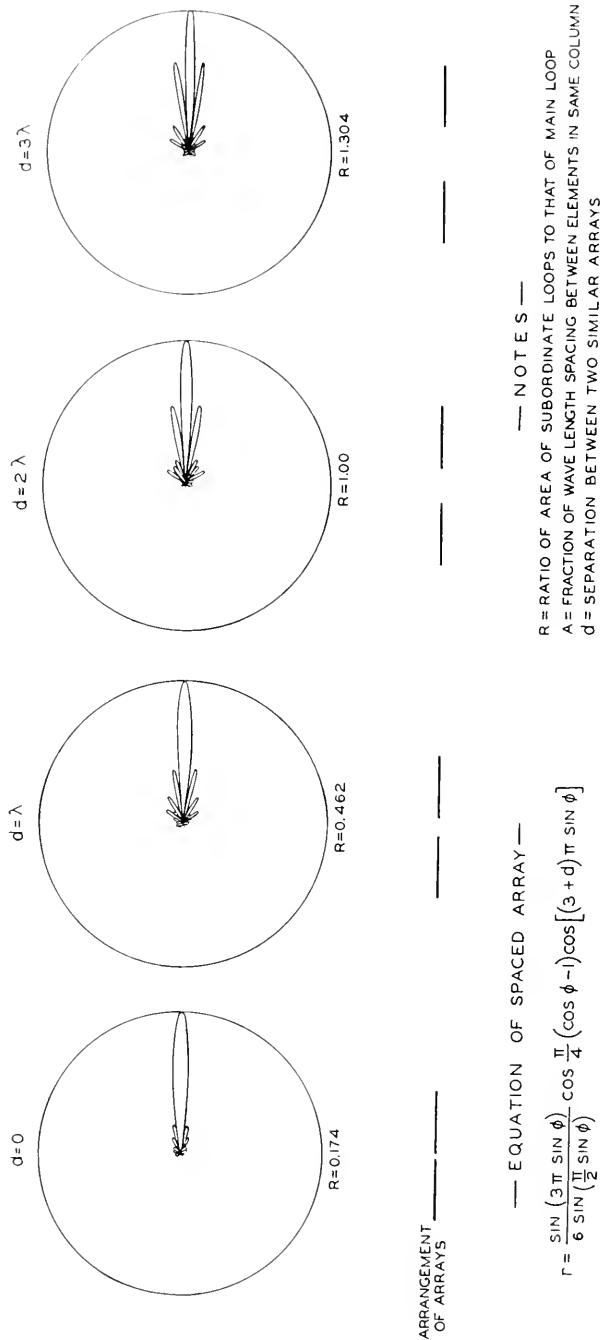 d=0
d=λ
d=2λ
d=3λ
R=0.174
R=0.462
R=1.00
R=1.304
ARRANGEMENT
OF ARRAYS
— EQUATION OF SPACED ARRAY —
r = SIN (3π SIN φ) / 6 SIN (π/2 SIN φ) COS π/4 (COS φ -1) COS [(3 + d) π SIN φ]
— NOTES —
R = RATIO OF AREA OF SUBORDINATE LOOPS TO THAT OF MAIN LOOP
A = FRACTION OF WAVE LENGTH SPACING BETWEEN ELEMENTS IN SAME COLUMN
d = SEPARATION BETWEEN TWO SIMILAR ARRAYS